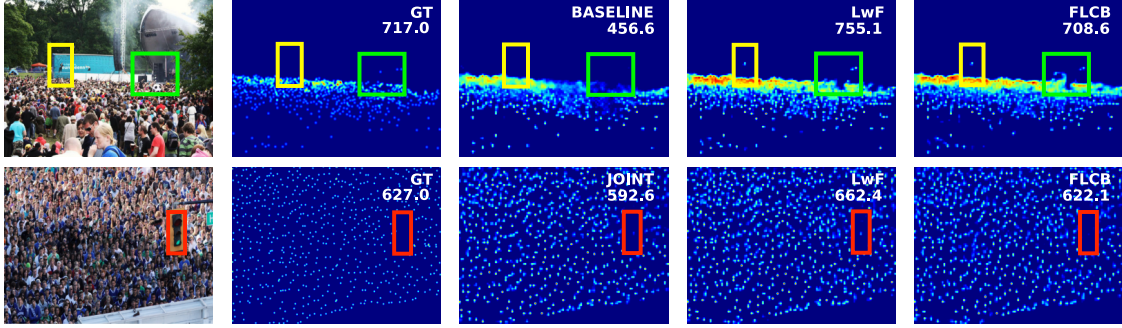 GT
717.0
BASELINE
456.6
LwF
755.1
FLCB
708.6
GT
627.0
JOINT
592.6
LwF
662.4
FLCB
622.1